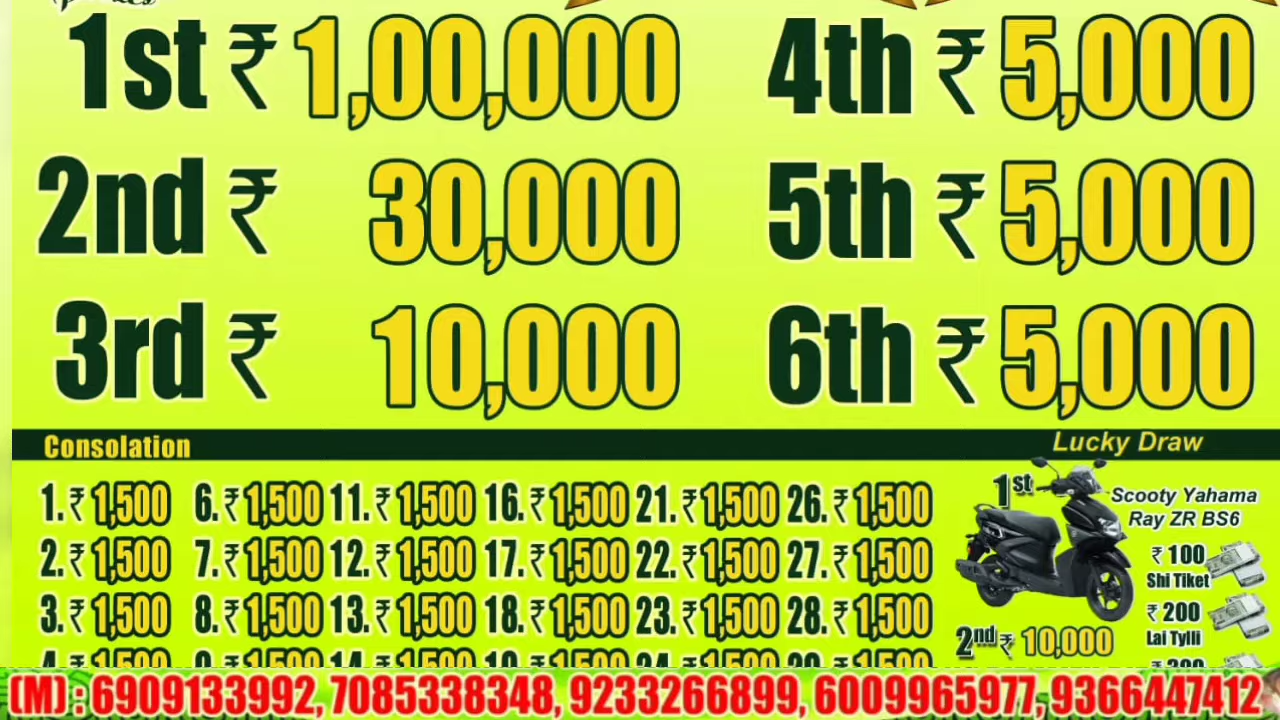 1st ₹ 1,00,000 4th ₹ 5,000
2nd ₹ 30,000 5th ₹ 5,000
3rd ₹ 10,000 6th ₹ 5,000
Consolation Lucky Draw
1.₹ 1,500 6.₹ 1,500 11.₹ 1,500 16.₹ 1,500 21.₹ 1,500 26.₹ 1,500
2.₹ 1,500 7.₹ 1,500 12.₹ 1,500 17.₹ 1,500 22.₹ 1,500 27.₹ 1,500
3.₹ 1,500 8.₹ 1,500 13.₹ 1,500 18.₹ 1,500 23.₹ 1,500 28.₹ 1,500
1st
Scooty Yahama
Ray ZR BS6
₹ 100
Shi Tiket
₹ 200
Lai Tylli
2nd ₹ 10,000
(M) : 6909133992, 7085338348, 9233266899, 6009965977, 9366447412